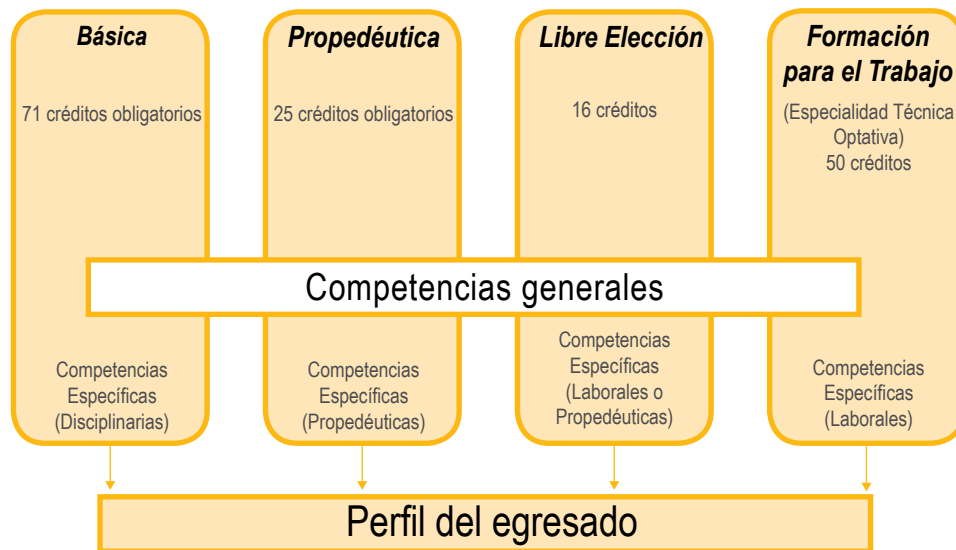 Básica
71 créditos obligatorios
Propedéutica
25 créditos obligatorios
Libre Elección
16 créditos
Formación
para el Trabajo
(Especialidad Técnica
Optativa)
50 créditos
Competencias generales
Competencias
Específicas
(Disciplinarias)
Competencias
Específicas
(Propedéuticas)
Competencias
Específicas
(Laborales o
Propedéuticas)
Competencias
Específicas
(Laborales)
Perfil del egresado